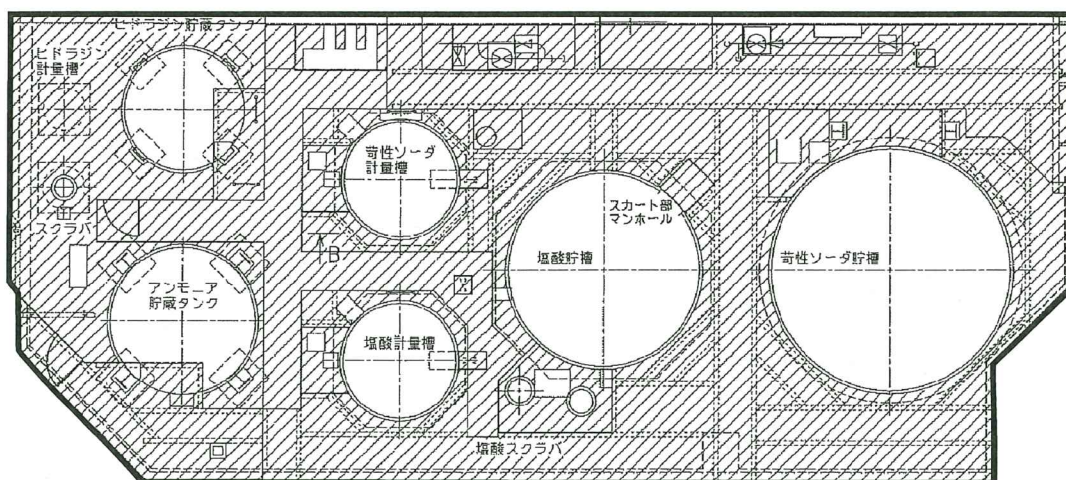 ヒドラジン貯蔵タンク
ヒドラジン
計量槽
苛性ソーダ
計量槽
スカート部
マンホール
スクラバ
B
塩酸貯槽
苛性ソーダ貯槽
アンモニア
貯蔵タンク
塩酸計量槽
塩酸スクラバ